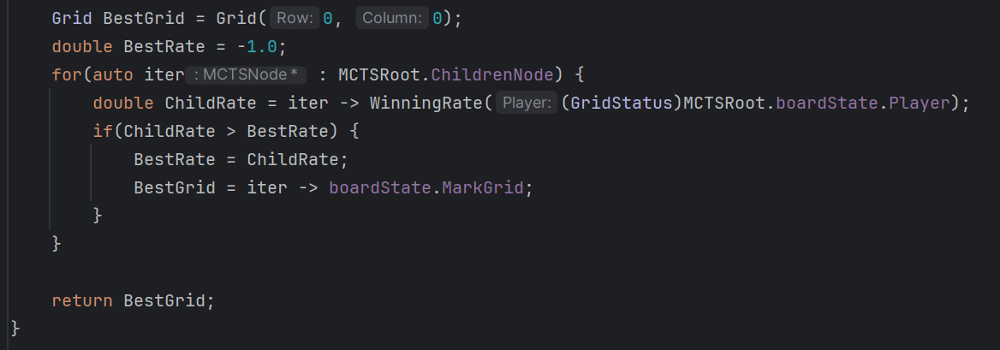 Grid BestGrid = Grid( Row: 0, Column: 0);
double BestRate = -1.0;
for(auto iter : MCTSNode * : MCTSRoot.ChildrenNode) {
double ChildRate = iter -> WinningRate( Player: (GridStatus)MCTSRoot.boardState.Player);
if(ChildRate > BestRate) {
BestRate = ChildRate;
BestGrid = iter -> boardState.MarkGrid;
}
}
return BestGrid;
}